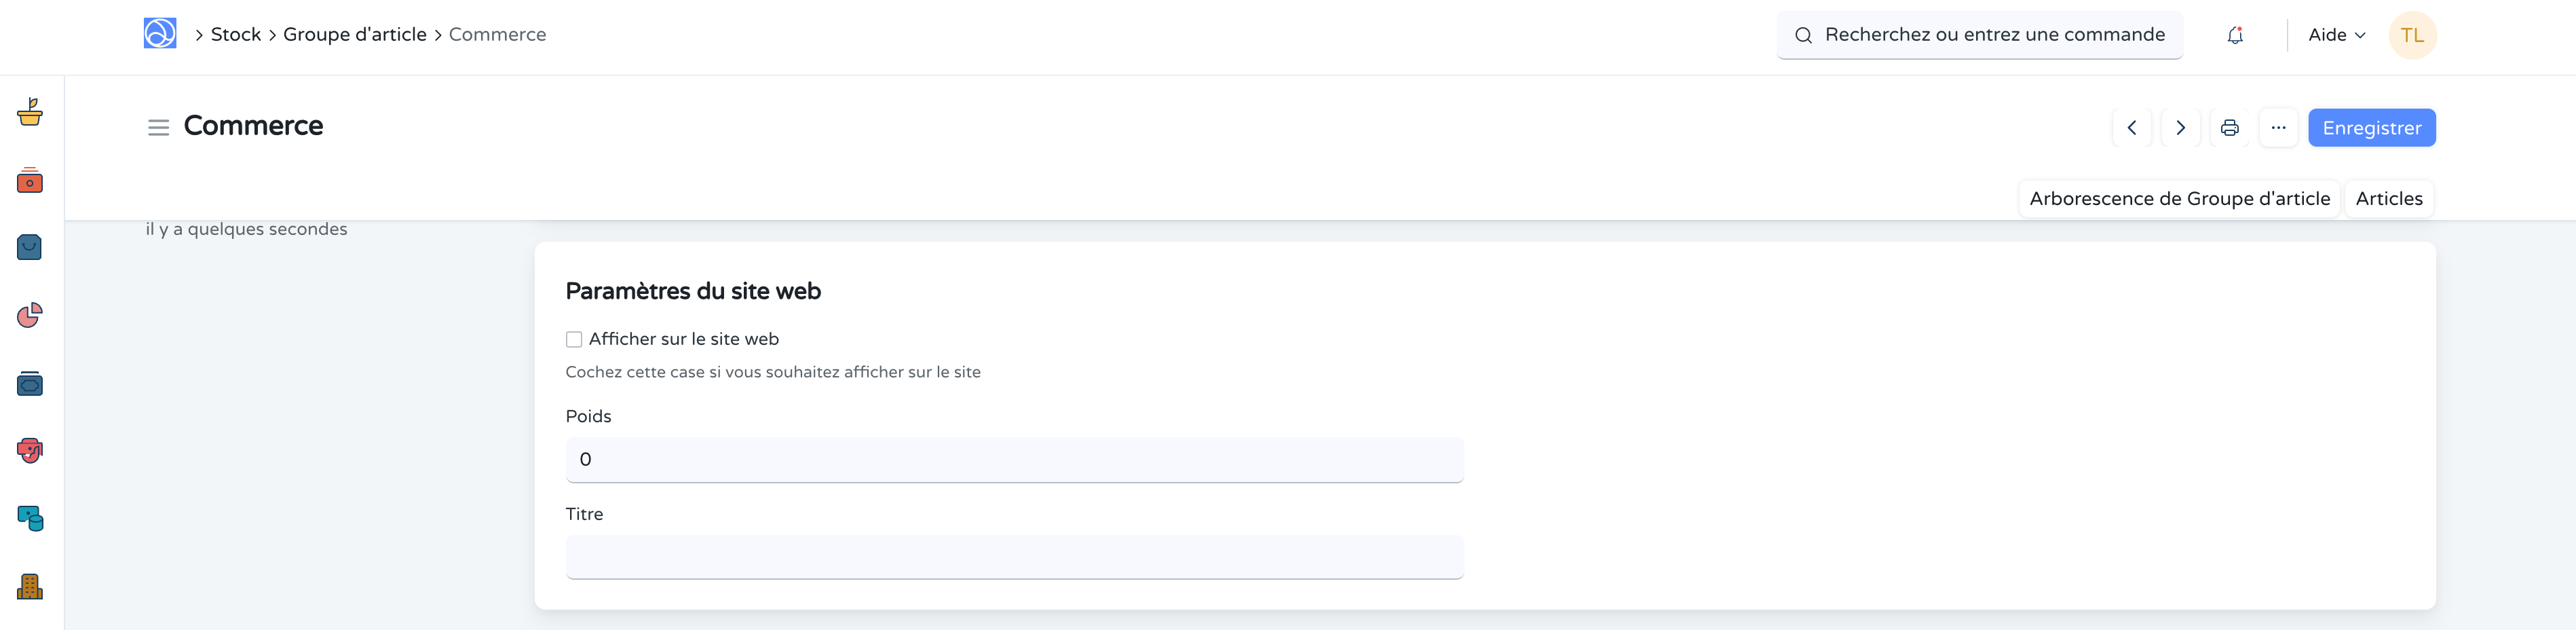 Stock Groupe d'article Commerce
Recherchez ou entrez une commande
Aide
TL
Commerce
Enregistrer
Arborescence de Groupe d'article Articles
il y a quelques secondes
Paramètres du site web
Afficher sur le site web
Cochez cette case si vous souhaitez afficher sur le site
Poids
0
Titre